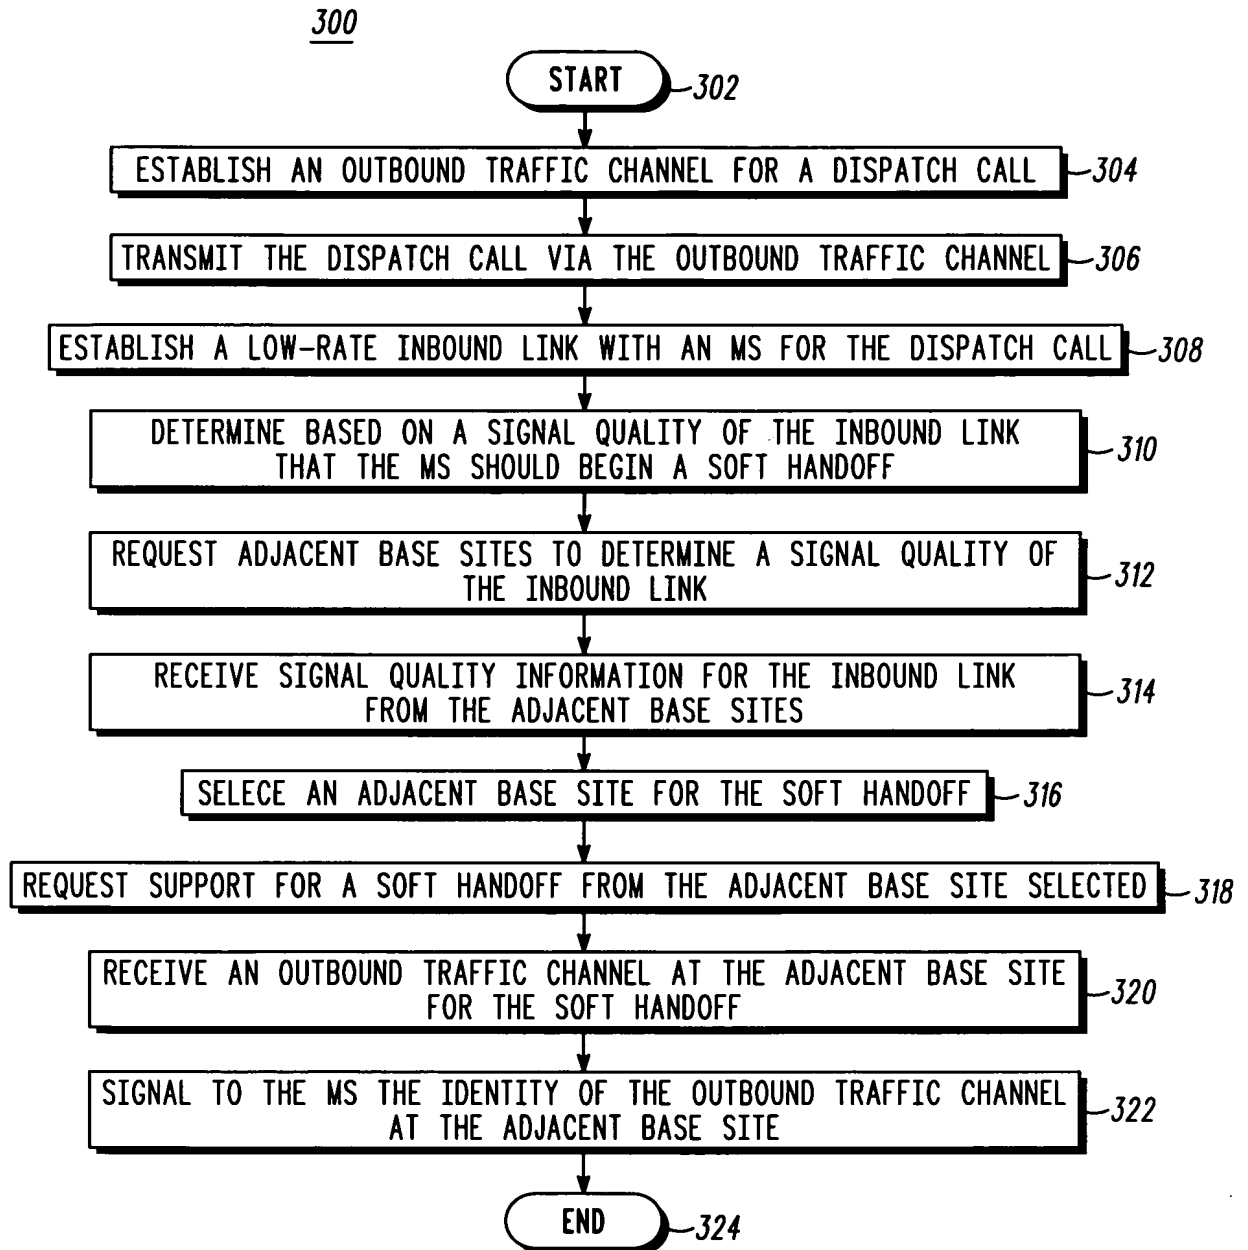 300
START
302
ESTABLISH AN OUTBOUND TRAFFIC CHANNEL FOR A DISPATCH CALL
304
TRANSMIT THE DISPATCH CALL VIA THE OUTBOUND TRAFFIC CHANNEL
306
ESTABLISH A LOW-RATE INBOUND LINK WITH AN MS FOR THE DISPATCH CALL
308
DETERMINE BASED ON A SIGNAL QUALITY OF THE INBOUND LINK
THAT THE MS SHOULD BEGIN A SOFT HANDOFF
310
REQUEST ADJACENT BASE SITES TO DETERMINE A SIGNAL QUALITY OF
THE INBOUND LINK
312
RECEIVE SIGNAL QUALITY INFORMATION FOR THE INBOUND LINK
FROM THE ADJACENT BASE SITES
314
SELECE AN ADJACENT BASE SITE FOR THE SOFT HANDOFF
316
REQUEST SUPPORT FOR A SOFT HANDOFF FROM THE ADJACENT BASE SITE SELECTED
318
RECEIVE AN OUTBOUND TRAFFIC CHANNEL AT THE ADJACENT BASE SITE
FOR THE SOFT HANDOFF
320
SIGNAL TO THE MS THE IDENTITY OF THE OUTBOUND TRAFFIC CHANNEL
AT THE ADJACENT BASE SITE
322
END
324